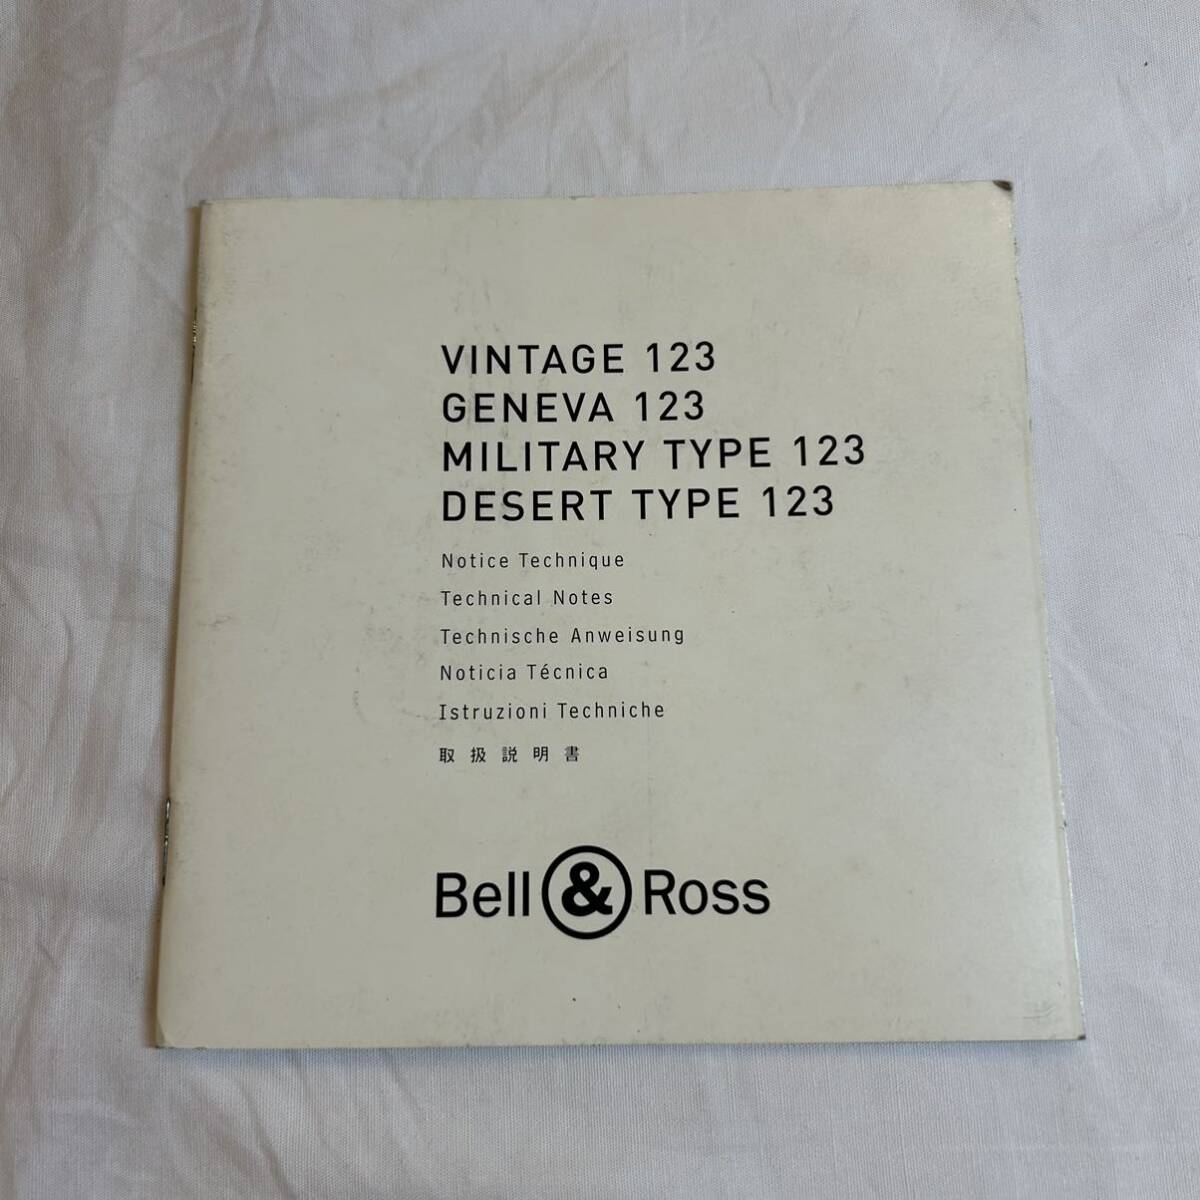 VINTAGE 123
GENEVA 123
MILITARY TYPE 123
DESERT TYPE 123
Notice Technique
Technical Notes
Technische Anweisung
Noticia Técnica
Istruzioni Techniche
取扱説明書
Bell & Ross